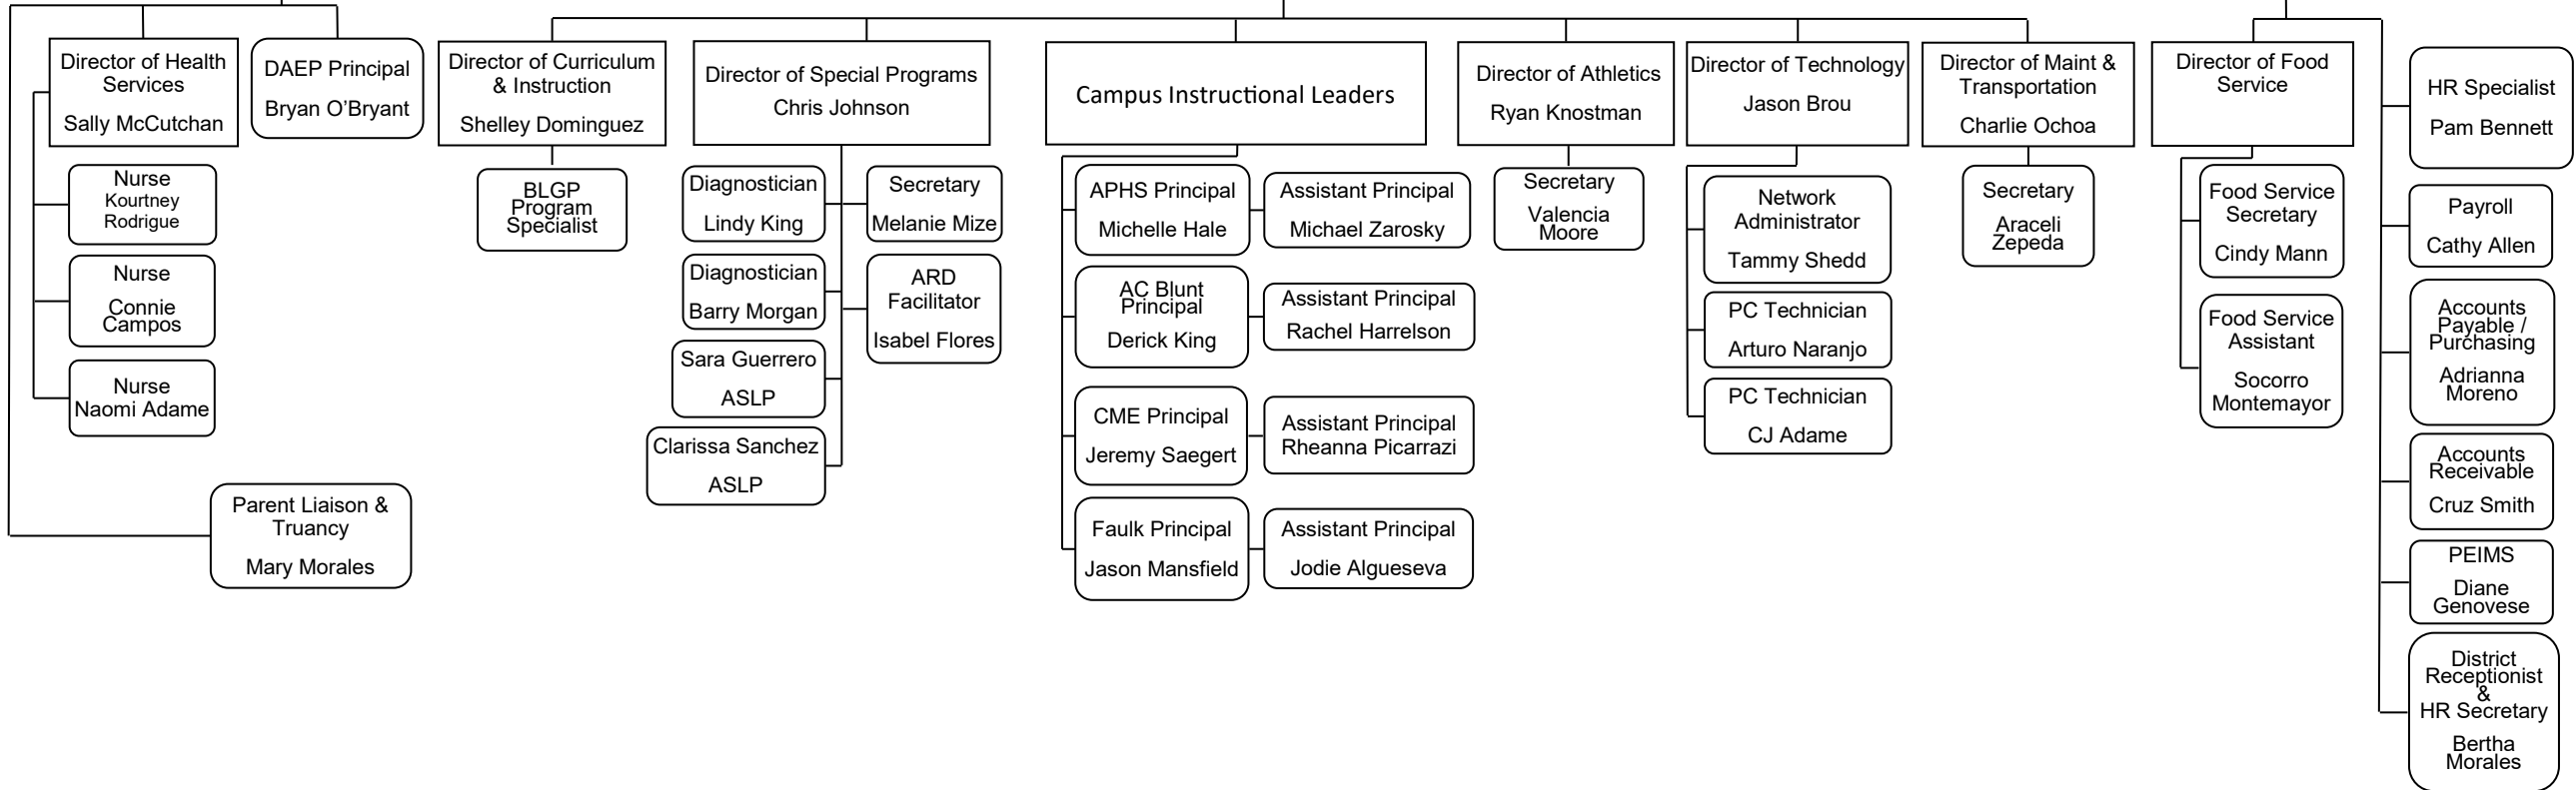 Director of Health
Services
Sally McCutchan
Nurse
Kourtney
Rodrigue
Nurse
Connie
Campos
Nurse
Naomi Adame
DAEP Principal
Bryan O’Bryant
Parent Liaison &
Truancy
Mary Morales
Director of Curriculum
& Instruction
Shelley Dominguez
BLGP
Program
Specialist
Director of Special Programs
Chris Johnson
Diagnostician
Lindy King
Secretary
Melanie Mize
Diagnostician
Barry Morgan
ARD
Facilitator
Isabel Flores
Sara Guerrero
ASLP
Clarissa Sanchez
ASLP
Campus Instructional Leaders
APHS Principal
Michelle Hale
Assistant Principal
Michael Zarosky
AC Blunt
Principal
Derick King
Assistant Principal
Rachel Harrelson
CME Principal
Jeremy Saegert
Assistant Principal
Rheanna Picarrazi
Faulk Principal
Jason Mansfield
Assistant Principal
Jodie Algueseva
Director of Athletics
Ryan Knostman
Secretary
Valencia
Moore
Director of Technology
Jason Brou
Network
Administrator
Tammy Shedd
PC Technician
Arturo Naranjo
PC Technician
CJ Adame
Director of Maint &
Transportation
Charlie Ochoa
Secretary
Araceli
Zepeda
Director of Food
Service
Food Service
Secretary
Cindy Mann
Food Service
Assistant
Socorro
Montemayor
HR Specialist
Pam Bennett
Payroll
Cathy Allen
Accounts
Payable /
Purchasing
Adrianna
Moreno
Accounts
Receivable
Cruz Smith
PEIMS
Diane
Genovese
District
Receptionist
&
HR Secretary
Bertha
Morales